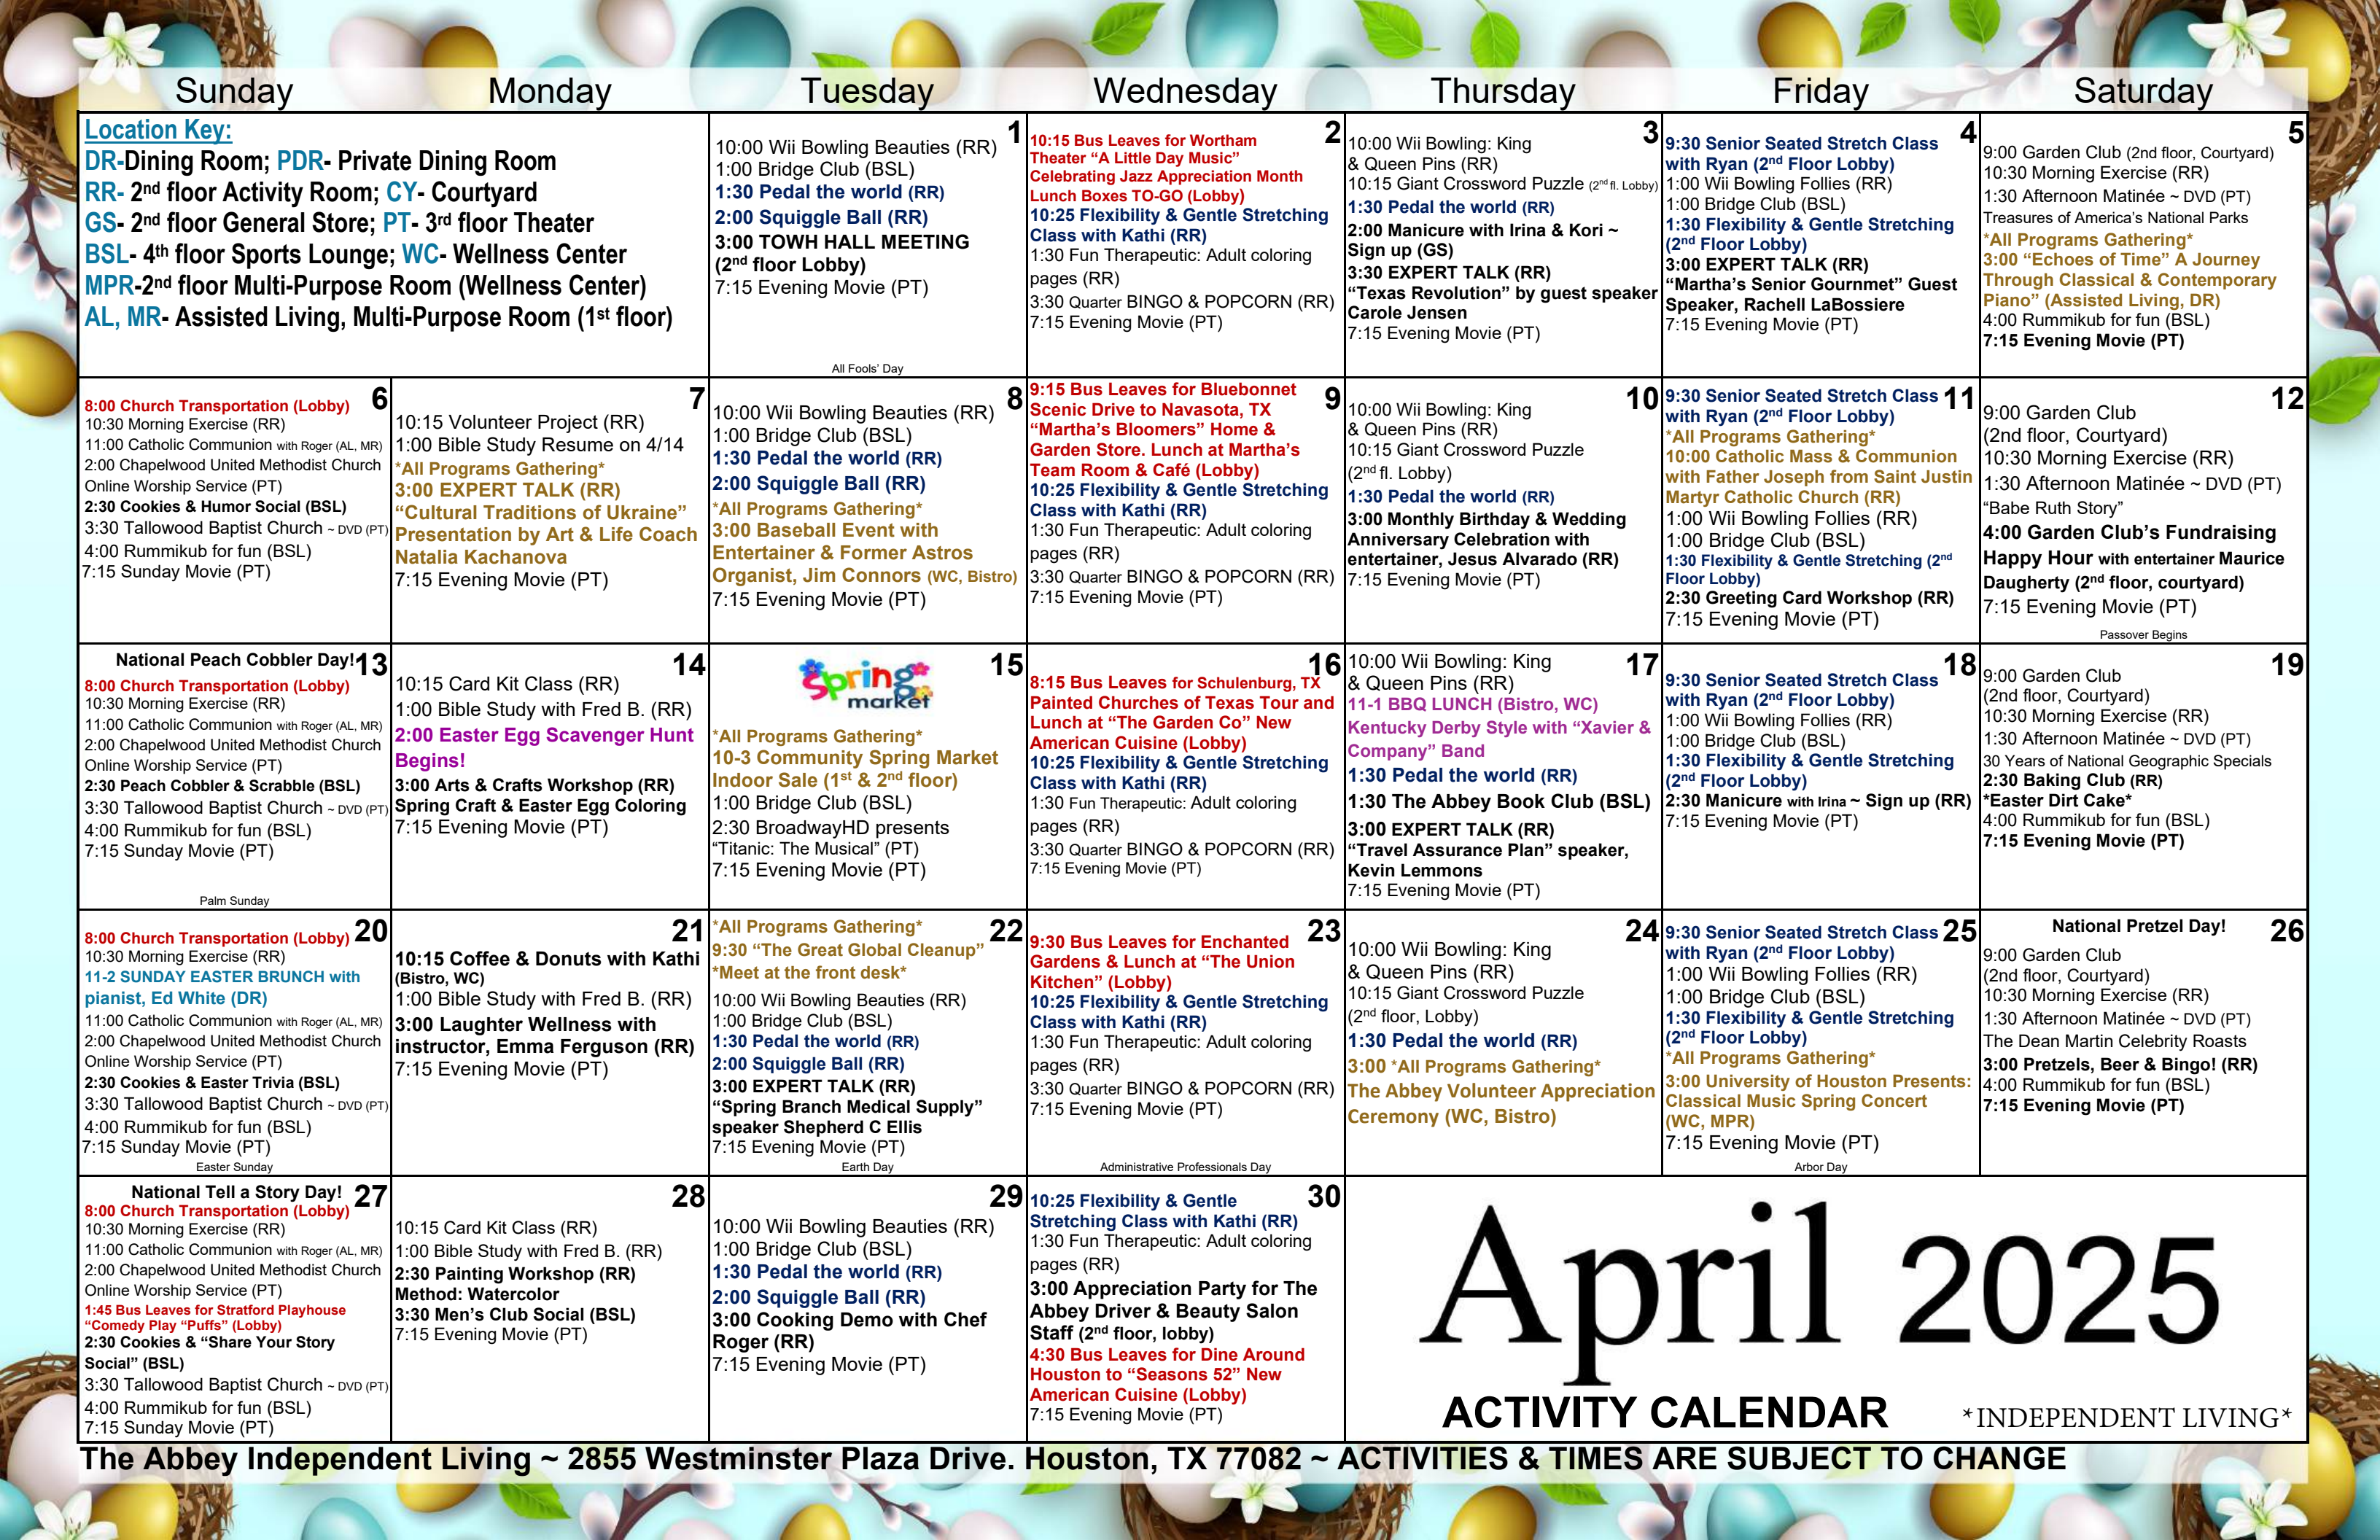 Sunday Monday Tuesday Wednesday Thursday Friday Saturday
Location Key:
DR-Dining Room; PDR- Private Dining Room
RR- 2nd floor Activity Room; CY- Courtyard
GS- 2nd floor General Store; PT- 3rd floor Theater
BSL- 4th floor Sports Lounge; WC- Wellness Center
MPR-2nd floor Multi-Purpose Room (Wellness Center)
AL, MR- Assisted Living, Multi-Purpose Room (1st floor)
1
10:00 Wii Bowling Beauties (RR)
1:00 Bridge Club (BSL)
1:30 Pedal the world (RR)
2:00 Squiggle Ball (RR)
3:00 TOWH HALL MEETING
(2nd floor Lobby)
7:15 Evening Movie (PT)
All Fools' Day
2
10:15 Bus Leaves for Wortham
Theater “A Little Day Music”
Celebrating Jazz Appreciation Month
Lunch Boxes TO-GO (Lobby)
10:25 Flexibility & Gentle Stretching
Class with Kathi (RR)
1:30 Fun Therapeutic: Adult coloring
pages (RR)
3:30 Quarter BINGO & POPCORN (RR)
7:15 Evening Movie (PT)
3
10:00 Wii Bowling: King
& Queen Pins (RR)
10:15 Giant Crossword Puzzle (2nd fl. Lobby)
1:30 Pedal the world (RR)
2:00 Manicure with Irina & Kori ~
Sign up (GS)
3:30 EXPERT TALK (RR)
“Texas Revolution” by guest speaker
Carole Jensen
7:15 Evening Movie (PT)
4
9:30 Senior Seated Stretch Class
with Ryan (2nd Floor Lobby)
1:00 Wii Bowling Follies (RR)
1:00 Bridge Club (BSL)
1:30 Flexibility & Gentle Stretching
(2nd Floor Lobby)
3:00 EXPERT TALK (RR)
“Martha's Senior Gournmet” Guest
Speaker, Rachell LaBossiere
7:15 Evening Movie (PT)
5
9:00 Garden Club (2nd floor, Courtyard)
10:30 Morning Exercise (RR)
1:30 Afternoon Matinée ~ DVD (PT)
Treasures of America's National Parks
*All Programs Gathering*
3:00 “Echoes of Time” A Journey
Through Classical & Contemporary
Piano” (Assisted Living, DR)
4:00 Rummikub for fun (BSL)
7:15 Evening Movie (PT)
6
8:00 Church Transportation (Lobby)
10:30 Morning Exercise (RR)
11:00 Catholic Communion with Roger (AL, MR)
2:00 Chapelwood United Methodist Church
Online Worship Service (PT)
2:30 Cookies & Humor Social (BSL)
3:30 Tallowood Baptist Church ~ DVD (PT)
4:00 Rummikub for fun (BSL)
7:15 Sunday Movie (PT)
7
10:15 Volunteer Project (RR)
1:00 Bible Study Resume on 4/14
*All Programs Gathering*
3:00 EXPERT TALK (RR)
“Cultural Traditions of Ukraine”
Presentation by Art & Life Coach
Natalia Kachanova
7:15 Evening Movie (PT)
8
10:00 Wii Bowling Beauties (RR)
1:00 Bridge Club (BSL)
1:30 Pedal the world (RR)
2:00 Squiggle Ball (RR)
*All Programs Gathering*
3:00 Baseball Event with
Entertainer & Former Astros
Organist, Jim Connors (WC, Bistro)
7:15 Evening Movie (PT)
9
9:15 Bus Leaves for Bluebonnet
Scenic Drive to Navasota, TX
“Martha's Bloomers” Home &
Garden Store. Lunch at Martha's
Team Room & Café (Lobby)
10:25 Flexibility & Gentle Stretching
Class with Kathi (RR)
1:30 Fun Therapeutic: Adult coloring
pages (RR)
3:30 Quarter BINGO & POPCORN (RR)
7:15 Evening Movie (PT)
10
10:00 Wii Bowling: King
& Queen Pins (RR)
10:15 Giant Crossword Puzzle
(2nd fl. Lobby)
1:30 Pedal the world (RR)
3:00 Monthly Birthday & Wedding
Anniversary Celebration with
entertainer, Jesus Alvarado (RR)
7:15 Evening Movie (PT)
11
9:30 Senior Seated Stretch Class
with Ryan (2nd Floor Lobby)
*All Programs Gathering*
10:00 Catholic Mass & Communion
with Father Joseph from Saint Justin
Martyr Catholic Church (RR)
1:00 Wii Bowling Follies (RR)
1:00 Bridge Club (BSL)
1:30 Flexibility & Gentle Stretching (2nd
Floor Lobby)
2:30 Greeting Card Workshop (RR)
7:15 Evening Movie (PT)
12
9:00 Garden Club
(2nd floor, Courtyard)
10:30 Morning Exercise (RR)
1:30 Afternoon Matinée ~ DVD (PT)
“Babe Ruth Story”
4:00 Garden Club's Fundraising
Happy Hour with entertainer Maurice
Daugherty (2nd floor, courtyard)
7:15 Evening Movie (PT)
Passover Begins
National Peach Cobbler Day! 13
8:00 Church Transportation (Lobby)
10:30 Morning Exercise (RR)
11:00 Catholic Communion with Roger (AL, MR)
2:00 Chapelwood United Methodist Church
Online Worship Service (PT)
2:30 Peach Cobbler & Scrabble (BSL)
3:30 Tallowood Baptist Church ~ DVD (PT)
4:00 Rummikub for fun (BSL)
7:15 Sunday Movie (PT)
Palm Sunday
14
10:15 Card Kit Class (RR)
1:00 Bible Study with Fred B. (RR)
2:00 Easter Egg Scavenger Hunt
Begins!
3:00 Arts & Crafts Workshop (RR)
Spring Craft & Easter Egg Coloring
7:15 Evening Movie (PT)
15
Spring
market
*All Programs Gathering*
10-3 Community Spring Market
Indoor Sale (1st & 2nd floor)
1:00 Bridge Club (BSL)
2:30 BroadwayHD presents
“Titanic: The Musical” (PT)
7:15 Evening Movie (PT)
16
8:15 Bus Leaves for Schulenburg, TX
Painted Churches of Texas Tour and
Lunch at “The Garden Co” New
American Cuisine (Lobby)
10:25 Flexibility & Gentle Stretching
Class with Kathi (RR)
1:30 Fun Therapeutic: Adult coloring
pages (RR)
3:30 Quarter BINGO & POPCORN (RR)
7:15 Evening Movie (PT)
17
10:00 Wii Bowling: King
& Queen Pins (RR)
11-1 BBQ LUNCH (Bistro, WC)
Kentucky Derby Style with “Xavier &
Company” Band
1:30 Pedal the world (RR)
1:30 The Abbey Book Club (BSL)
3:00 EXPERT TALK (RR)
“Travel Assurance Plan” speaker,
Kevin Lemmons
7:15 Evening Movie (PT)
18
9:30 Senior Seated Stretch Class
with Ryan (2nd Floor Lobby)
1:00 Wii Bowling Follies (RR)
1:00 Bridge Club (BSL)
1:30 Flexibility & Gentle Stretching
(2nd Floor Lobby)
2:30 Manicure with Irina ~ Sign up (RR)
7:15 Evening Movie (PT)
19
9:00 Garden Club
(2nd floor, Courtyard)
10:30 Morning Exercise (RR)
1:30 Afternoon Matinée ~ DVD (PT)
30 Years of National Geographic Specials
2:30 Baking Club (RR)
*Easter Dirt Cake*
4:00 Rummikub for fun (BSL)
7:15 Evening Movie (PT)
20
8:00 Church Transportation (Lobby)
10:30 Morning Exercise (RR)
11-2 SUNDAY EASTER BRUNCH with
pianist, Ed White (DR)
11:00 Catholic Communion with Roger (AL, MR)
2:00 Chapelwood United Methodist Church
Online Worship Service (PT)
2:30 Cookies & Easter Trivia (BSL)
3:30 Tallowood Baptist Church ~ DVD (PT)
4:00 Rummikub for fun (BSL)
7:15 Sunday Movie (PT)
Easter Sunday
21
10:15 Coffee & Donuts with Kathi
(Bistro, WC)
1:00 Bible Study with Fred B. (RR)
3:00 Laughter Wellness with
instructor, Emma Ferguson (RR)
7:15 Evening Movie (PT)
22
*All Programs Gathering*
9:30 “The Great Global Cleanup”
*Meet at the front desk*
10:00 Wii Bowling Beauties (RR)
1:00 Bridge Club (BSL)
1:30 Pedal the world (RR)
2:00 Squiggle Ball (RR)
3:00 EXPERT TALK (RR)
“Spring Branch Medical Supply”
speaker Shepherd C Ellis
7:15 Evening Movie (PT)
Earth Day
23
9:30 Bus Leaves for Enchanted
Gardens & Lunch at “The Union
Kitchen” (Lobby)
10:25 Flexibility & Gentle Stretching
Class with Kathi (RR)
1:30 Fun Therapeutic: Adult coloring
pages (RR)
3:30 Quarter BINGO & POPCORN (RR)
7:15 Evening Movie (PT)
Administrative Professionals Day
24
10:00 Wii Bowling: King
& Queen Pins (RR)
10:15 Giant Crossword Puzzle
(2nd floor, Lobby)
1:30 Pedal the world (RR)
3:00 *All Programs Gathering*
The Abbey Volunteer Appreciation
Ceremony (WC, Bistro)
25
9:30 Senior Seated Stretch Class
with Ryan (2nd Floor Lobby)
1:00 Wii Bowling Follies (RR)
1:00 Bridge Club (BSL)
1:30 Flexibility & Gentle Stretching
(2nd Floor Lobby)
*All Programs Gathering*
3:00 University of Houston Presents:
Classical Music Spring Concert
(WC, MPR)
7:15 Evening Movie (PT)
Arbor Day
National Pretzel Day! 26
9:00 Garden Club
(2nd floor, Courtyard)
10:30 Morning Exercise (RR)
1:30 Afternoon Matinée ~ DVD (PT)
The Dean Martin Celebrity Roasts
3:00 Pretzels, Beer & Bingo! (RR)
4:00 Rummikub for fun (BSL)
7:15 Evening Movie (PT)
National Tell a Story Day! 27
8:00 Church Transportation (Lobby)
10:30 Morning Exercise (RR)
11:00 Catholic Communion with Roger (AL, MR)
2:00 Chapelwood United Methodist Church
Online Worship Service (PT)
1:45 Bus Leaves for Stratford Playhouse
“Comedy Play “Puffs” (Lobby)
2:30 Cookies & “Share Your Story
Social” (BSL)
3:30 Tallowood Baptist Church ~ DVD (PT)
4:00 Rummikub for fun (BSL)
7:15 Sunday Movie (PT)
28
10:15 Card Kit Class (RR)
1:00 Bible Study with Fred B. (RR)
2:30 Painting Workshop (RR)
Method: Watercolor
3:30 Men's Club Social (BSL)
7:15 Evening Movie (PT)
29
10:00 Wii Bowling Beauties (RR)
1:00 Bridge Club (BSL)
1:30 Pedal the world (RR)
2:00 Squiggle Ball (RR)
3:00 Cooking Demo with Chef
Roger (RR)
7:15 Evening Movie (PT)
30
10:25 Flexibility & Gentle
Stretching Class with Kathi (RR)
1:30 Fun Therapeutic: Adult coloring
pages (RR)
3:00 Appreciation Party for The
Abbey Driver & Beauty Salon
Staff (2nd floor, lobby)
4:30 Bus Leaves for Dine Around
Houston to “Seasons 52” New
American Cuisine (Lobby)
7:15 Evening Movie (PT)
April 2025
ACTIVITY CALENDAR *INDEPENDENT LIVING*
The Abbey Independent Living ~ 2855 Westminster Plaza Drive. Houston, TX 77082 ~ ACTIVITIES & TIMES ARE SUBJECT TO CHANGE